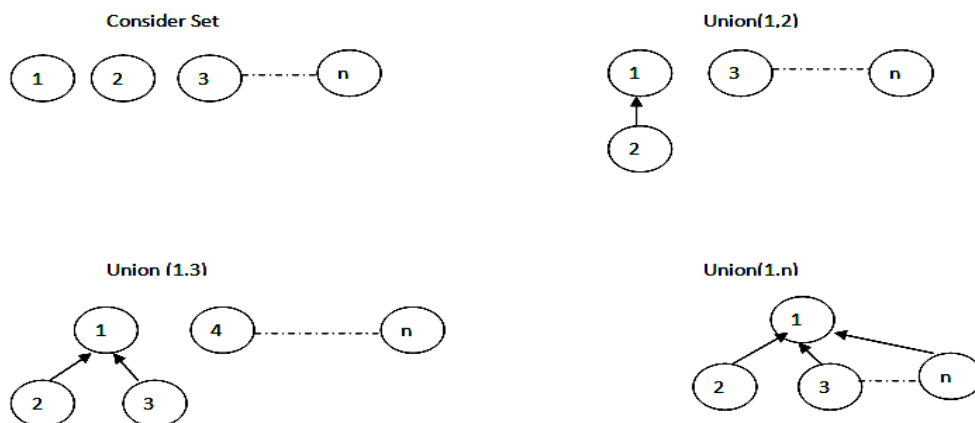 Consider Set
Union(1,2)
1 2 3 n
1 3 n
2
Union (1.3)
Union(1.n)
1 4 n
1
2 3
2 3 n